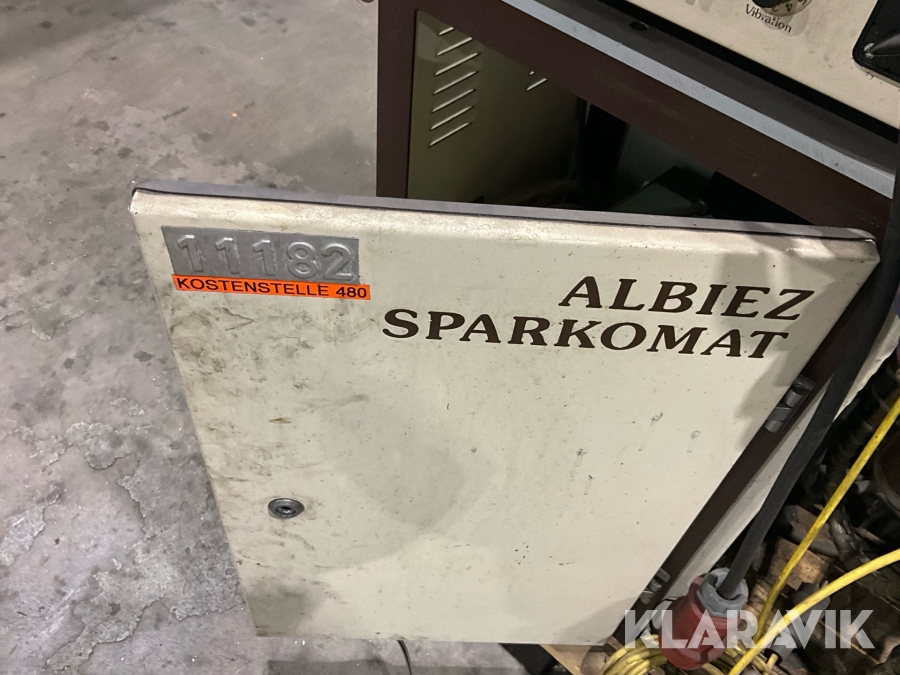 Vibration
11182
KOSTENSTELLE 480
ALBIEZ
SPARKOMAT
KLARAVIK